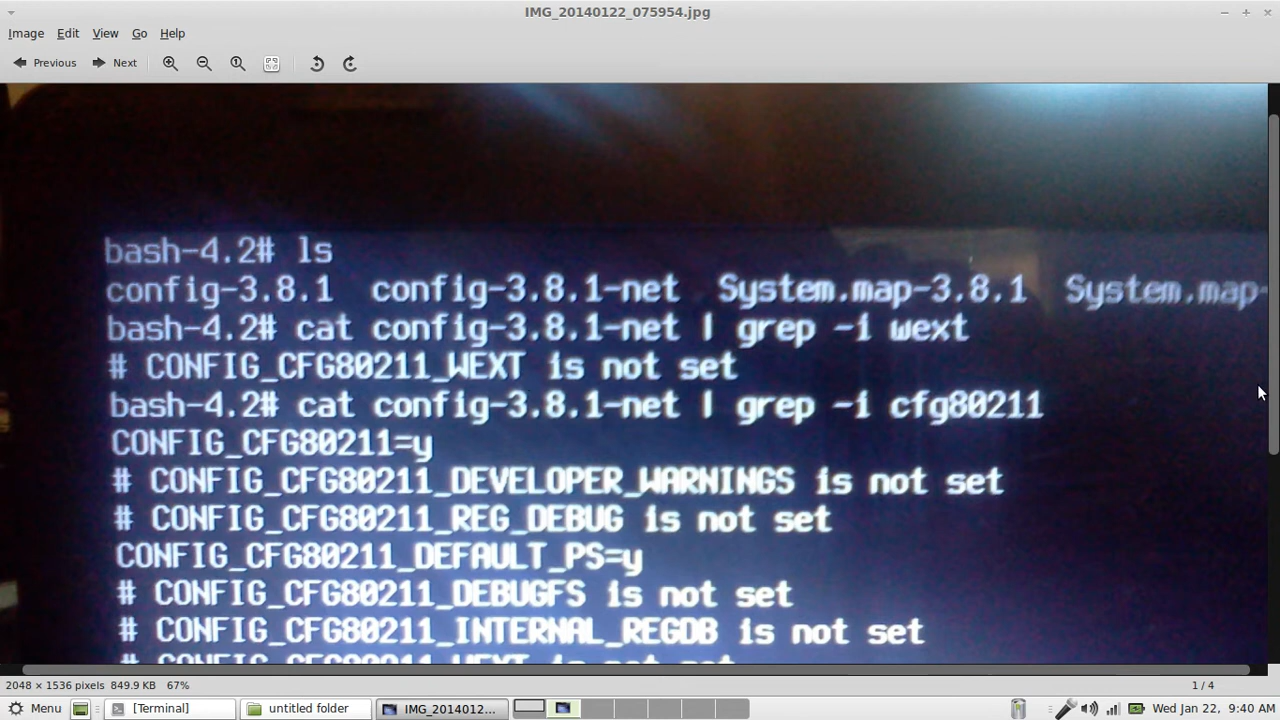 IMG_20140122_075954.jpg
Image Edit View Go Help
Previous Next
bash-4.2# ls
config-3.8.1 config-3.8.1-net System.map-3.8.1 System.map-
bash-4.2# cat config-3.8.1-net | grep -i wext
# CONFIG_CFG80211_WEXT is not set
bash-4.2# cat config-3.8.1-net | grep -i cfg80211
CONFIG_CFG80211=y
# CONFIG_CFG80211_DEVELOPER_WARNINGS is not set
# CONFIG_CFG80211_REG_DEBUG is not set
CONFIG_CFG80211_DEFAULT_PS=y
# CONFIG_CFG80211_DEBUGFS is not set
# CONFIG_CFG80211_INTERNAL_REGDB is not set
# CONFIG_CFG80211_WEXT is not set
2048 × 1536 pixels 849.9 KB 67% 1 / 4
Menu [Terminal] untitled folder IMG_2014012... Wed Jan 22, 9:40 AM